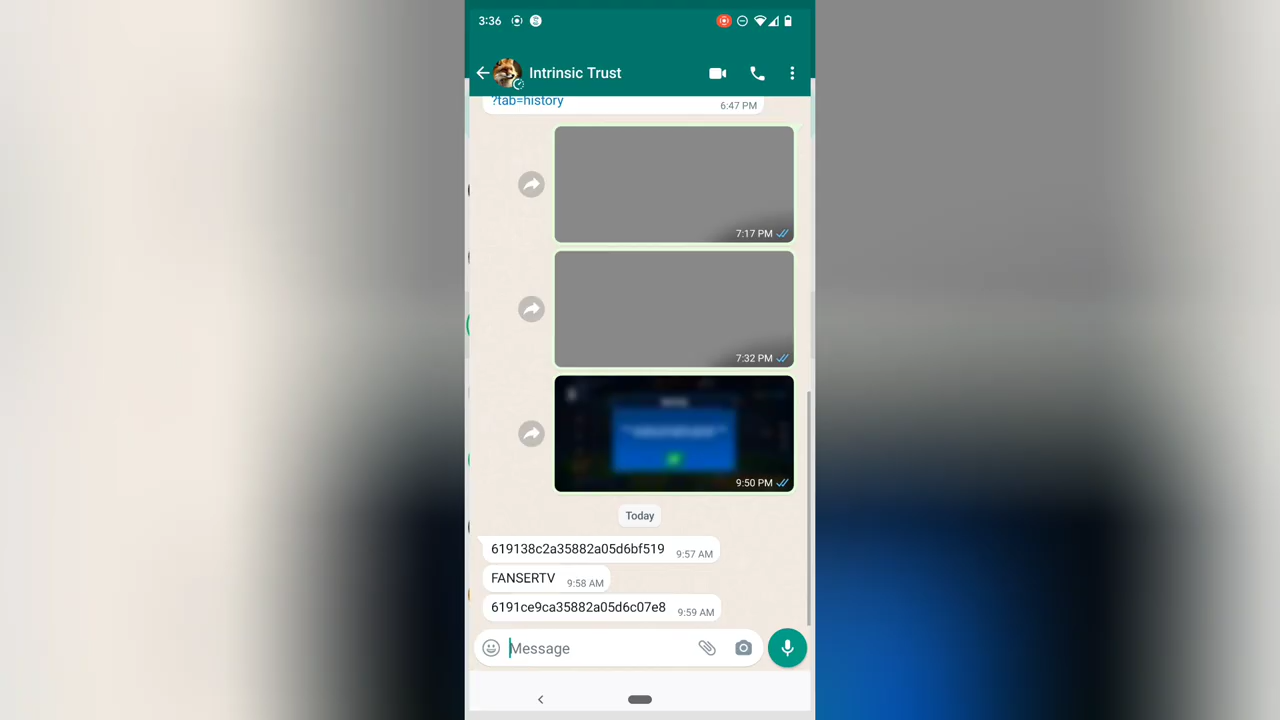 3:36
Intrinsic Trust
?tab=history
6:47 PM
7:17 PM
7:32 PM
9:50 PM
Today
619138c2a35882a05d6bf519 9:57 AM
FANSERTV 9:58 AM
6191ce9ca35882a05d6c07e8 9:59 AM
Message